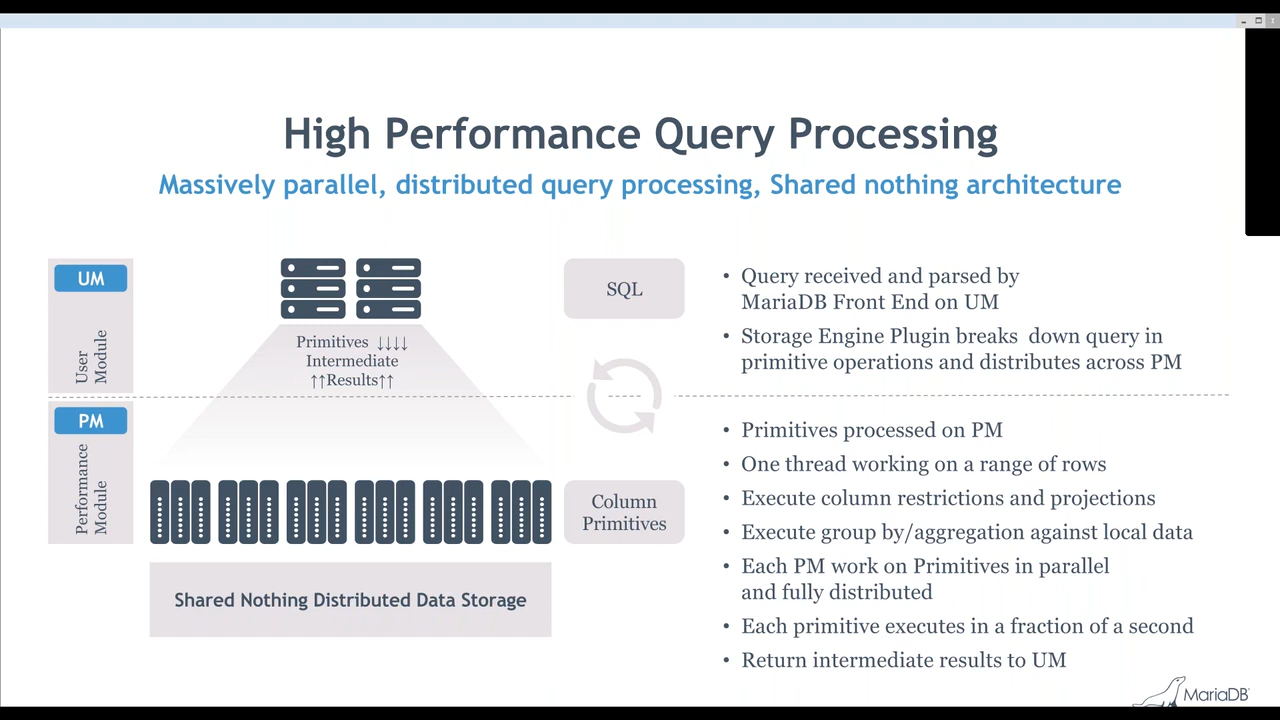 High Performance Query Processing
Massively parallel, distributed query processing, Shared nothing architecture
UM
User
Module
Primitives ↓↓↓↓
Intermediate
↑↑Results↑↑
SQL
• Query received and parsed by
MariaDB Front End on UM
• Storage Engine Plugin breaks down query in
primitive operations and distributes across PM
PM
Performance
Module
Column
Primitives
Shared Nothing Distributed Data Storage
• Primitives processed on PM
• One thread working on a range of rows
• Execute column restrictions and projections
• Execute group by/aggregation against local data
• Each PM work on Primitives in parallel
and fully distributed
• Each primitive executes in a fraction of a second
• Return intermediate results to UM
MariaDB